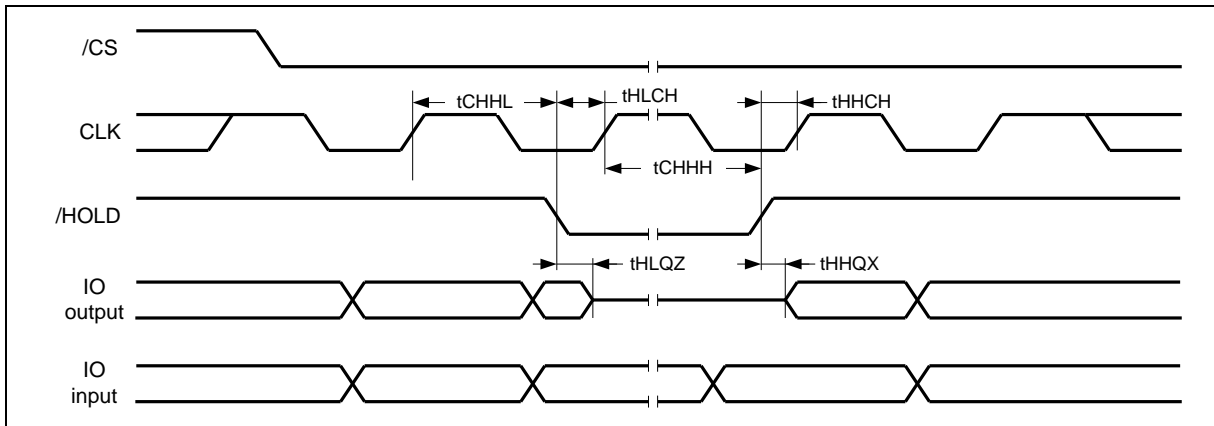 /CS
tCHHL
tHLCH
tHHCH
CLK
tCHHH
/HOLD
tHLQZ
tHHQX
IO
output
IO
input